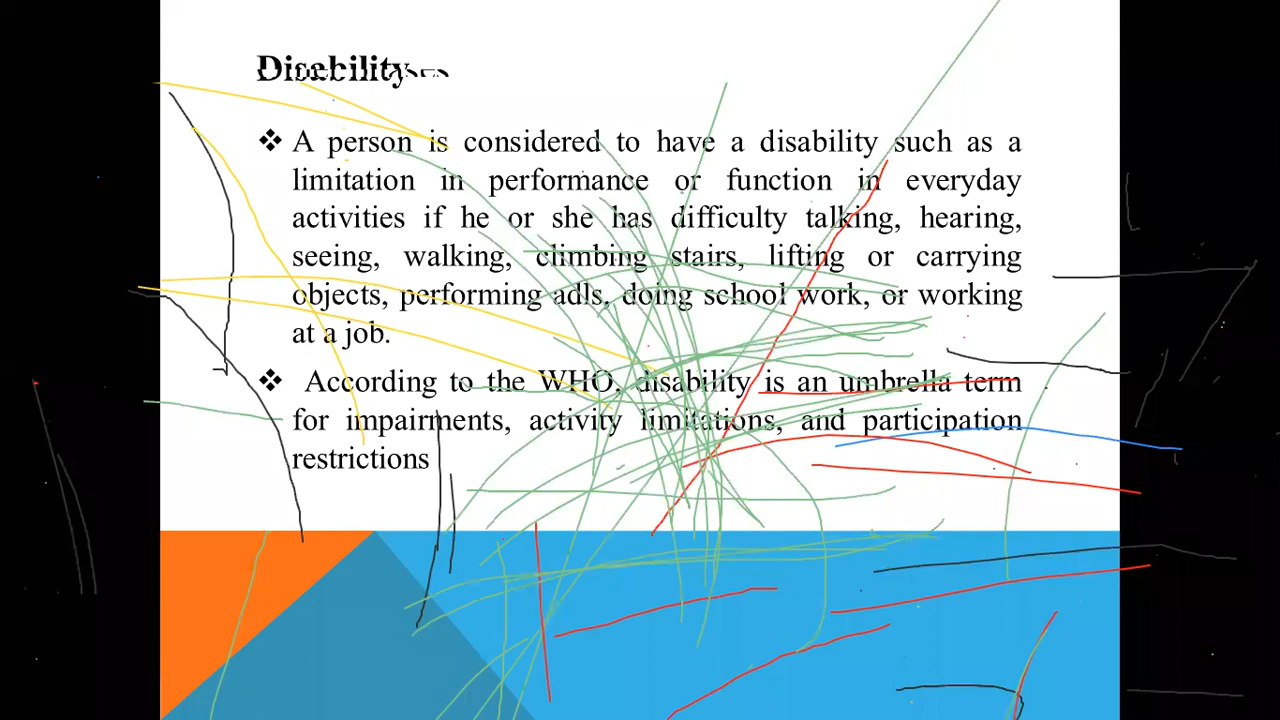 Disability
❖ A person is considered to have a disability such as a
limitation in performance or function in everyday
activities if he or she has difficulty talking, hearing,
seeing, walking, climbing stairs, lifting or carrying
objects, performing adls, doing school work, or working
at a job.
❖ According to the WHO, disability is an umbrella term
for impairments, activity limitations, and participation
restrictions